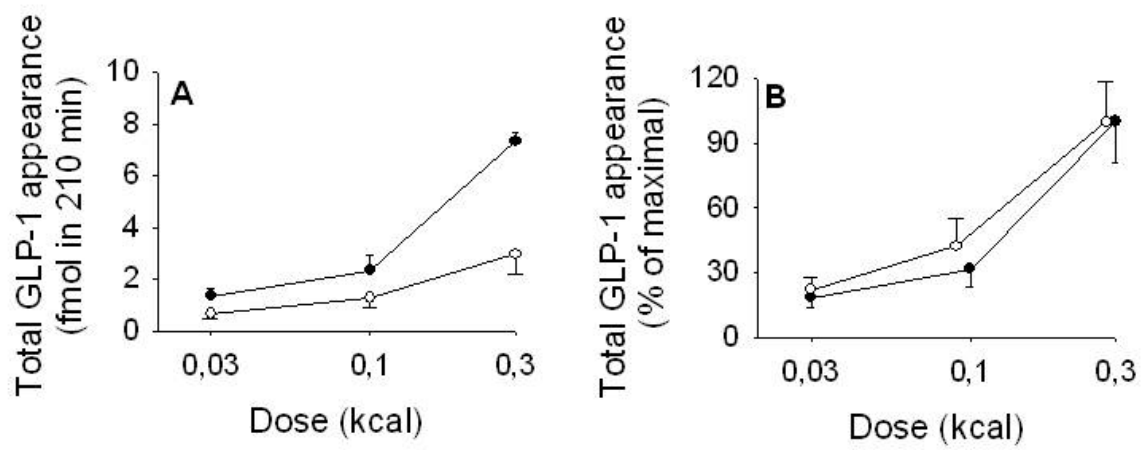 A
Total GLP-1 appearance
(fmol in 210 min)
10
8
6
4
2
0
0,03
0,1
0,3
Dose (kcal)
B
Total GLP-1 appearance
(% of maximal)
120
90
60
30
0
0,03
0,1
0,3
Dose (kcal)